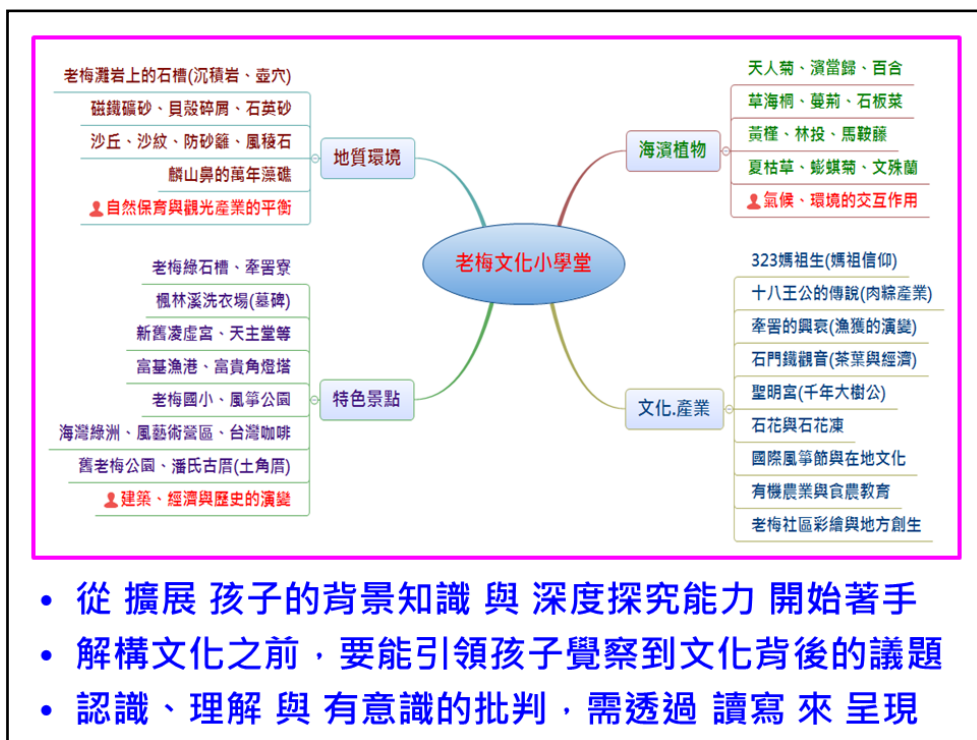 老梅文化小學堂
地質環境
老梅灘岩上的石槽(沉積岩、壺穴)
磁鐵礦砂、貝殼碎屑、石英砂
沙丘、沙紋、防砂籬、風稜石
麟山鼻的萬年藻礁
自然保育與觀光產業的平衡
海濱植物
天人菊、濱當歸、百合
草海桐、蔓荊、石板菜
黃槿、林投、馬鞍藤
夏枯草、蟛蜞菊、文殊蘭
氣候、環境的交互作用
特色景點
老梅綠石槽、牽罟寮
楓林溪洗衣場(墓碑)
新舊凌虛宮、天主堂等
富基漁港、富貴角燈塔
老梅國小、風箏公園
海灣綠洲、風藝術營區、台灣咖啡
舊老梅公園、潘氏古厝(土角厝)
建築、經濟與歷史的演變
文化.產業
323媽祖生(媽祖信仰)
十八王公的傳說(肉粽產業)
牽罟的興衰(漁獲的演變)
石門鐵觀音(茶葉與經濟)
聖明宮(千年大樹公)
石花與石花凍
國際風箏節與在地文化
有機農業與食農教育
老梅社區彩繪與地方創生
• 從 擴展 孩子的背景知識 與 深度探究能力 開始著手
• 解構文化之前，要能引領孩子覺察到文化背後的議題
• 認識、理解 與 有意識的批判，需透過 讀寫 來 呈現